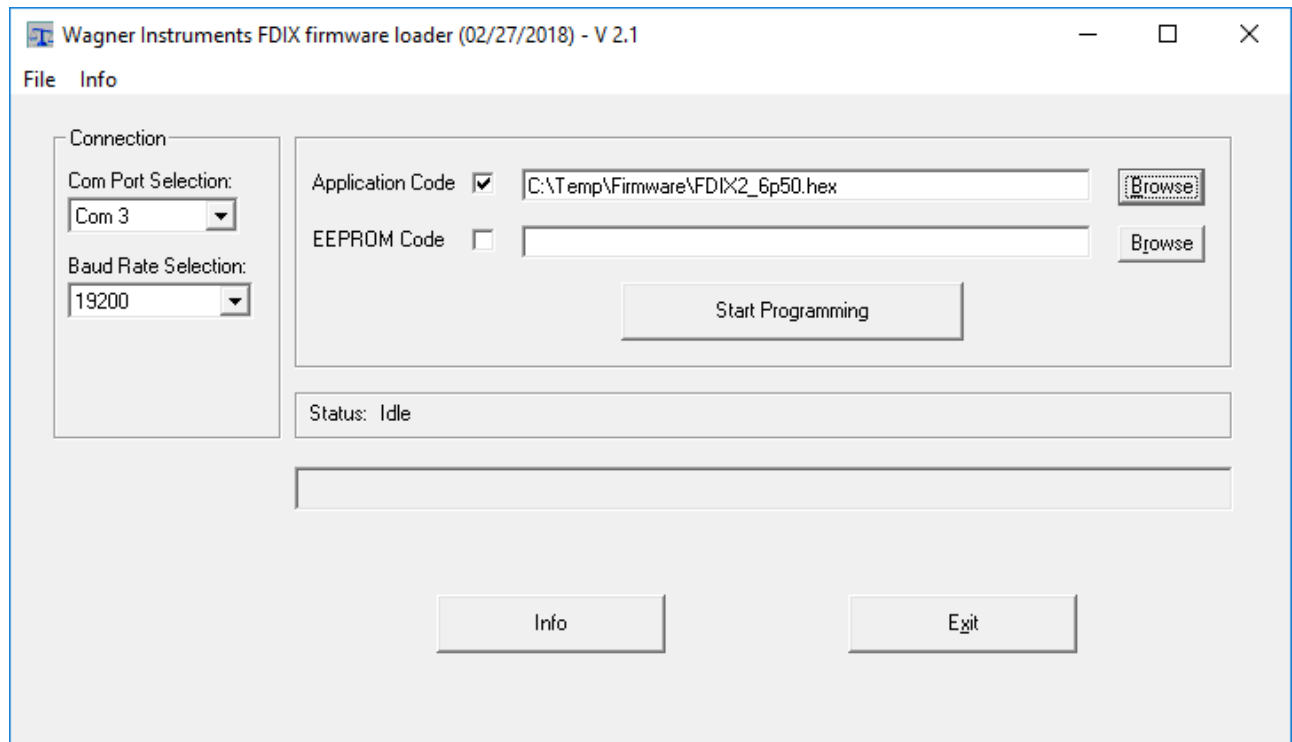 Wagner Instruments FDIX firmware loader (02/27/2018) - V 2.1
File Info
Connection
Com Port Selection:
Com 3
Baud Rate Selection:
19200
Application Code C:\Temp\Firmware\FDIX2_6p50.hex Browse
EEPROM Code Browse
Start Programming
Status: Idle
Info Exit